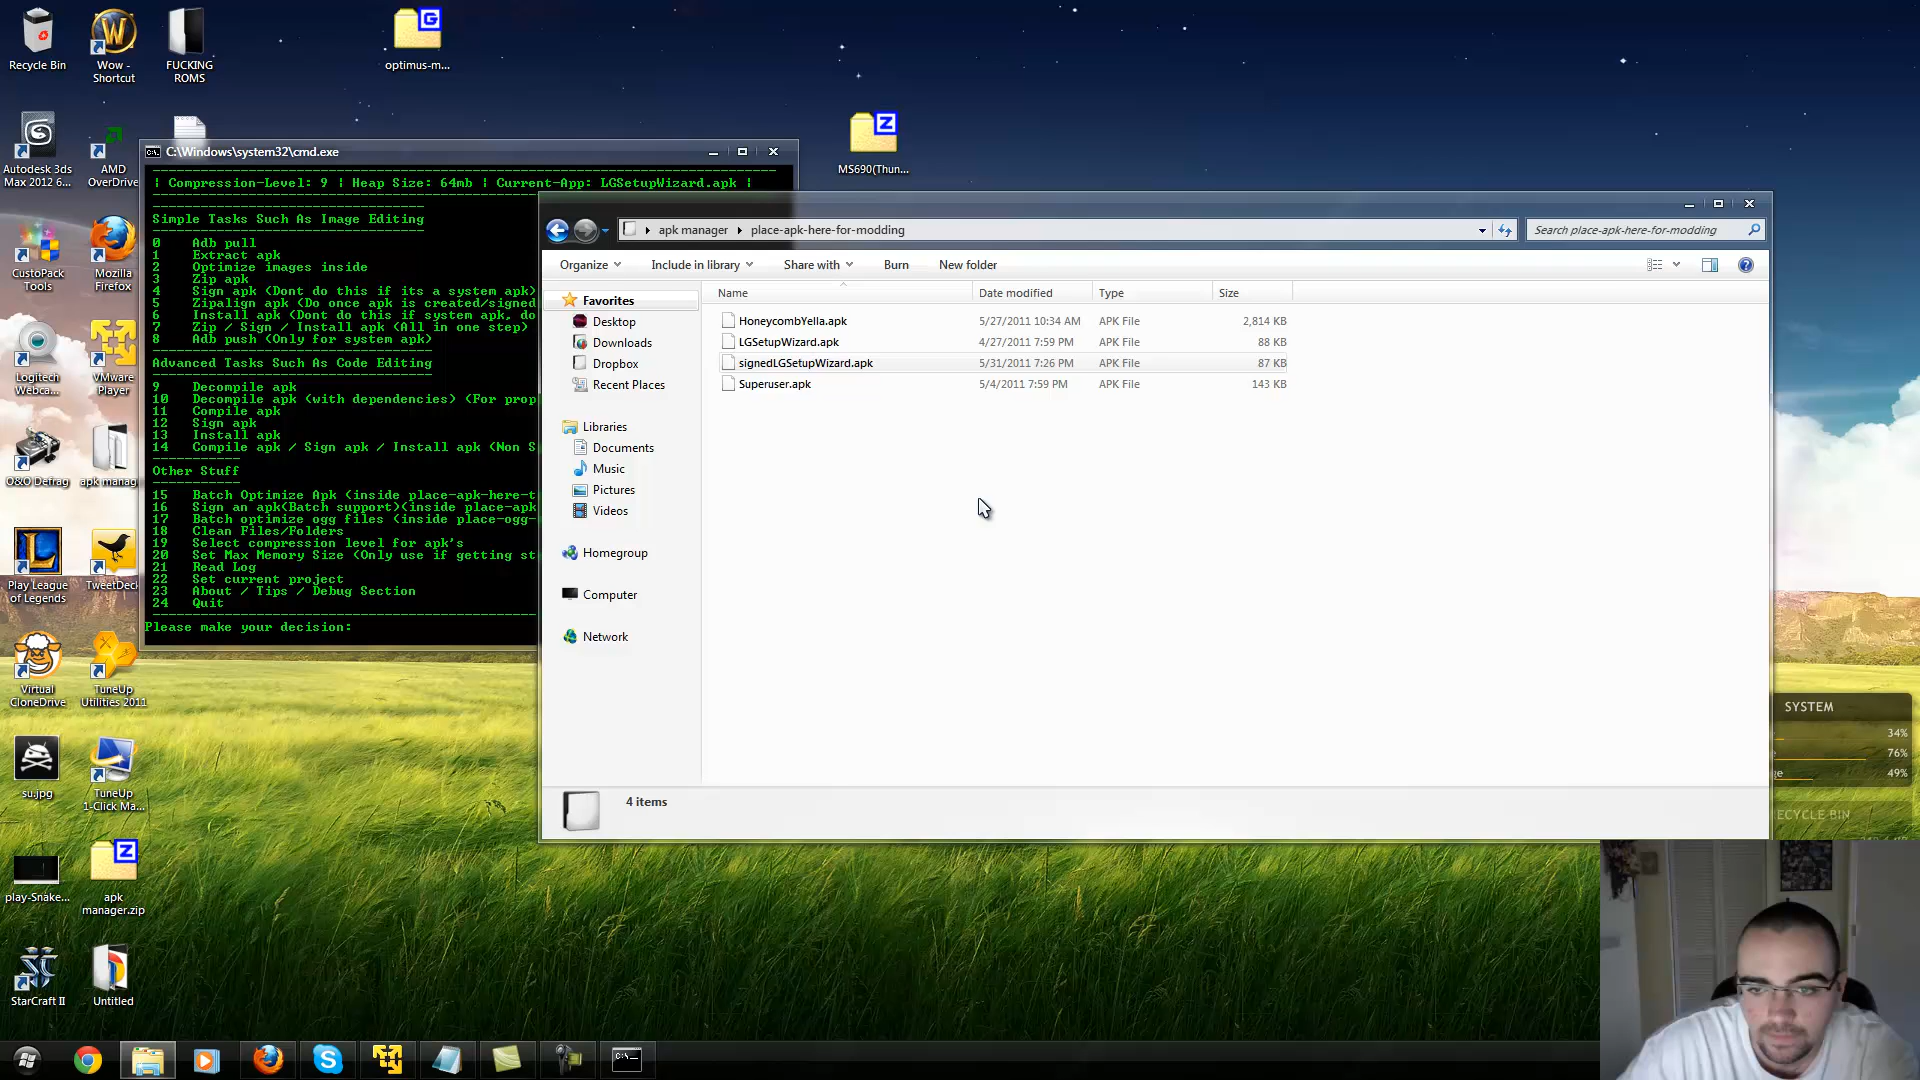 Recycle Bin
Wow -
Shortcut
FUCKING
ROMS
optimus-m...
G
Autodesk 3ds
Max 2012 6...
AMD
OverDrive
Z
MS690(Thun...
CustoPack
Tools
Mozilla
Firefox
Logitech
Webca...
VMware
Player
O&O Defrag
apk manag
Play League
of Legends
TweetDeck
Virtual
CloneDrive
TuneUp
Utilities 2011
su.jpg
TuneUp
1-Click Ma...
play-Snake...
Z
apk
manager.zip
StarCraft II
Untitled
C:\Windows\system32\cmd.exe
| Compression-Level: 9 | Heap Size: 64mb | Current-App: LGSetupWizard.apk |
Simple Tasks Such As Image Editing
0 Adb pull
1 Extract apk
2 Optimize images inside
3 Zip apk
4 Sign apk (Dont do this if its a system apk)
5 Zipalign apk (Do once apk is created/signed
6 Install apk (Dont do this if system apk, do
7 Zip / Sign / Install apk (All in one step)
8 Adb push (Only for system apk)
Advanced Tasks Such As Code Editing
9 Decompile apk
10 Decompile apk (with dependencies) (For prop
11 Compile apk
12 Sign apk
13 Install apk
14 Compile apk / Sign apk / Install apk (Non S
Other Stuff
15 Batch Optimize Apk (inside place-apk-here-t
16 Sign an apk(Batch support)(inside place-apk
17 Batch optimize ogg files (inside place-ogg-
18 Clean Files/Folders
19 Select compression level for apk's
20 Set Max Memory Size (Only use if getting st
21 Read Log
22 Set current project
23 About / Tips / Debug Section
24 Quit
Please make your decision:
apk manager
place-apk-here-for-modding
Search place-apk-here-for-modding
Organize
Include in library
Share with
Burn
New folder
Favorites
Desktop
Downloads
Dropbox
Recent Places
Libraries
Documents
Music
Pictures
Videos
Homegroup
Computer
Network
Name Date modified Type Size
HoneycombYella.apk 5/27/2011 10:34 AM APK File 2,814 KB
LGSetupWizard.apk 4/27/2011 7:59 PM APK File 88 KB
signedLGSetupWizard.apk 5/31/2011 7:26 PM APK File 87 KB
Superuser.apk 5/4/2011 7:59 PM APK File 143 KB
4 items
SYSTEM
34%
76%
49%
ECYCLE BIN